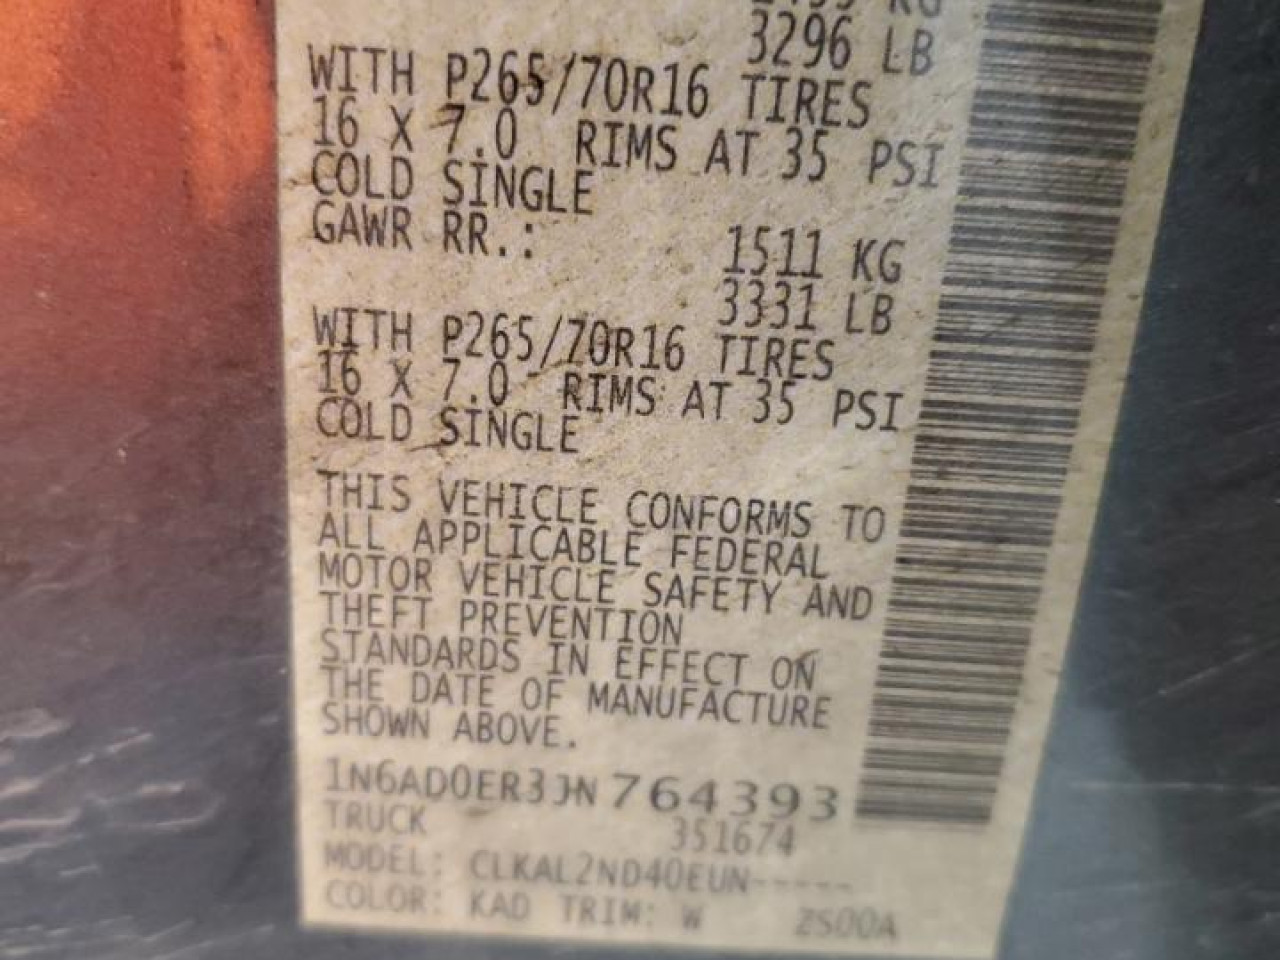 3296 LB
WITH P265/70R16 TIRES
16 X 7.0 RIMS AT 35 PSI
COLD SINGLE
GAWR RR.: 1511 KG
3331 LB
WITH P265/70R16 TIRES
16 X 7.0 RIMS AT 35 PSI
COLD SINGLE
THIS VEHICLE CONFORMS TO
ALL APPLICABLE FEDERAL
MOTOR VEHICLE SAFETY AND
THEFT PREVENTION
STANDARDS IN EFFECT ON
THE DATE OF MANUFACTURE
SHOWN ABOVE.
1N6AD0ER3JN764393
TRUCK 351674
MODEL: CLKAL2ND40EUN-----
COLOR: KAD TRIM: W ZS00A